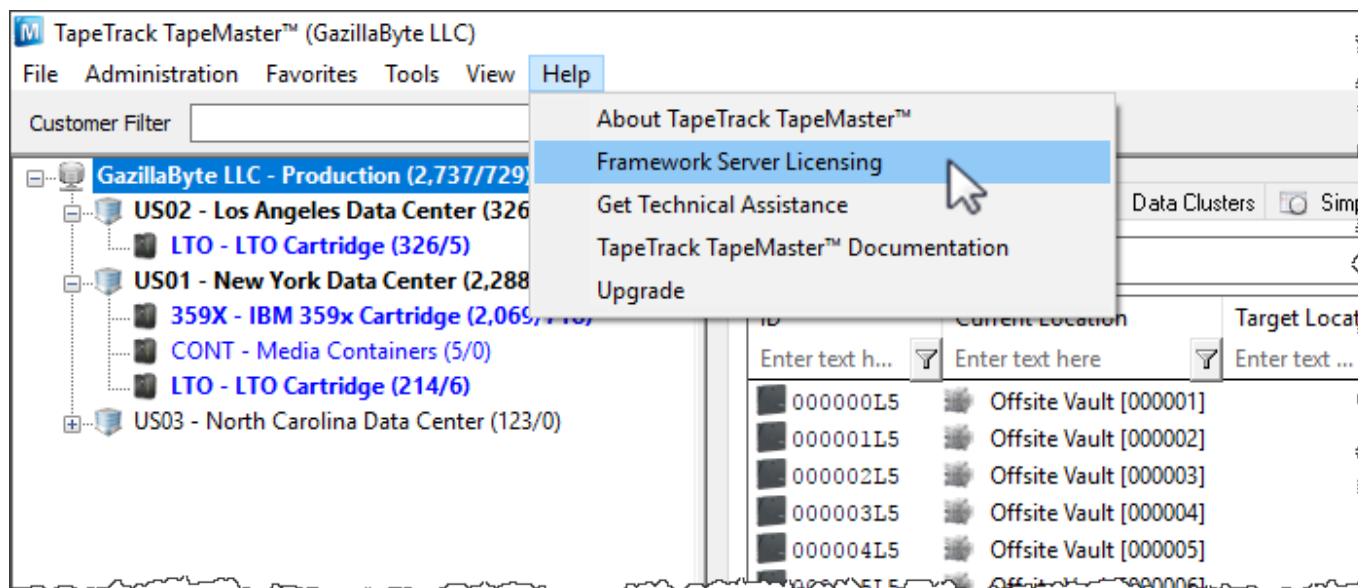 TapeTrack TapeMaster™ (GazillaByte LLC)
File Administration Favorites Tools View Help
Customer Filter
About TapeTrack TapeMaster™
Framework Server Licensing
Get Technical Assistance
TapeTrack TapeMaster™ Documentation
Upgrade
GazillaByte LLC - Production (2,737/729)
US02 - Los Angeles Data Center (326
LTO - LTO Cartridge (326/5)
US01 - New York Data Center (2,288
359X - IBM 359x Cartridge (2,069/718)
CONT - Media Containers (5/0)
LTO - LTO Cartridge (214/6)
US03 - North Carolina Data Center (123/0)
Data Clusters Simp
ID Current Location Target Locat
Enter text h... Enter text here Enter text ...
000000L5 Offsite Vault [000001]
000001L5 Offsite Vault [000002]
000002L5 Offsite Vault [000003]
000003L5 Offsite Vault [000004]
000004L5 Offsite Vault [000005]